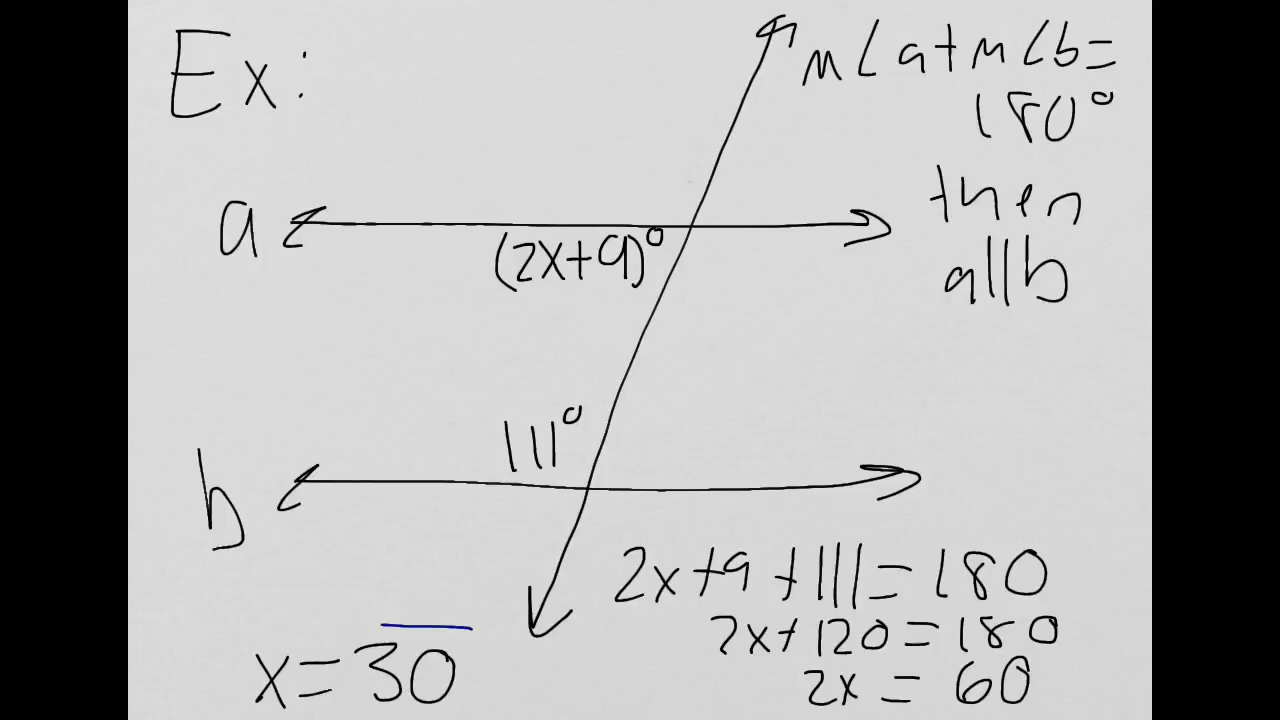 Ex:
m∠a+m∠b=
180°
then
a||b
a
(2x+9)°
111°
b
2x+9+111=180
2x+120=180
2x=60
x=30